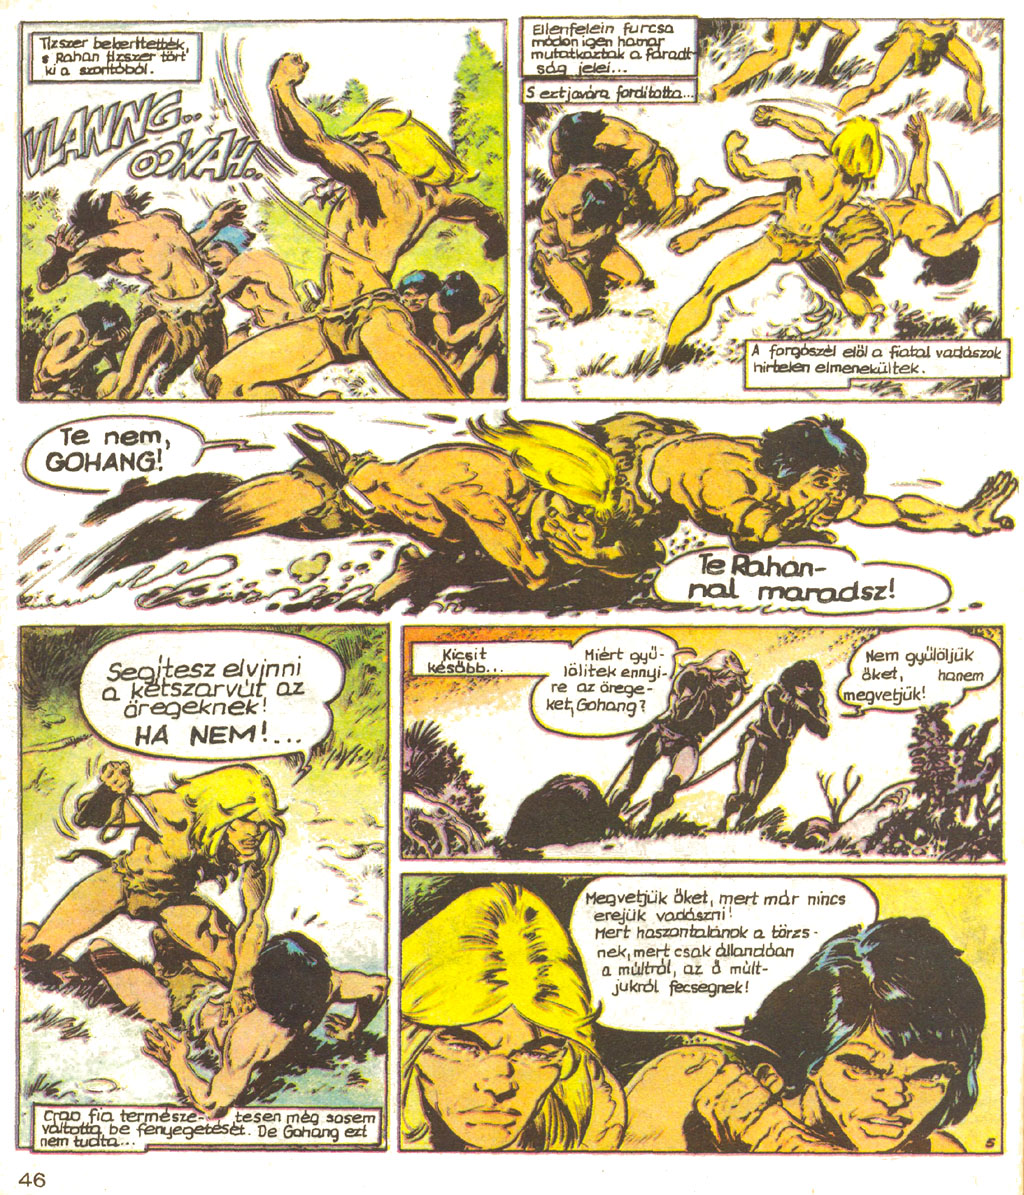 Tízszer bekerítették,
s Rahan tízszer tört
ki a szorítóból.
VLANNG..
OOWAH..
Ellenfelein furcsa
módon igen hamar
mutatkoztak a fáradt-
ság jelei...
S ezt javára fordította...
A forgószél elől a fiatal vadászok
hirtelen elmenekültek.
Te nem,
GOHANG!
Te Rahan-
nal maradsz!
Segítesz elvinni
a kétszarvút az
öregeknek!
HA NEM!...
Crao fia természe- tesen még sosem
váltotta be fenyegetését. De Gohang ezt
nem tudta...
Kicsit
később...
Miért gyű-
lölitek ennyi-
re az örege-
ket, Gohang?
Nem gyűlöljük
őket, hanem
megvetjük!
Megvetjük őket, mert már nincs
erejük vadászni!
Mert haszontalanok a törzs-
nek, mert csak állandóan
a múltról, az ő múlt-
jukról fecsegnek!
5
46